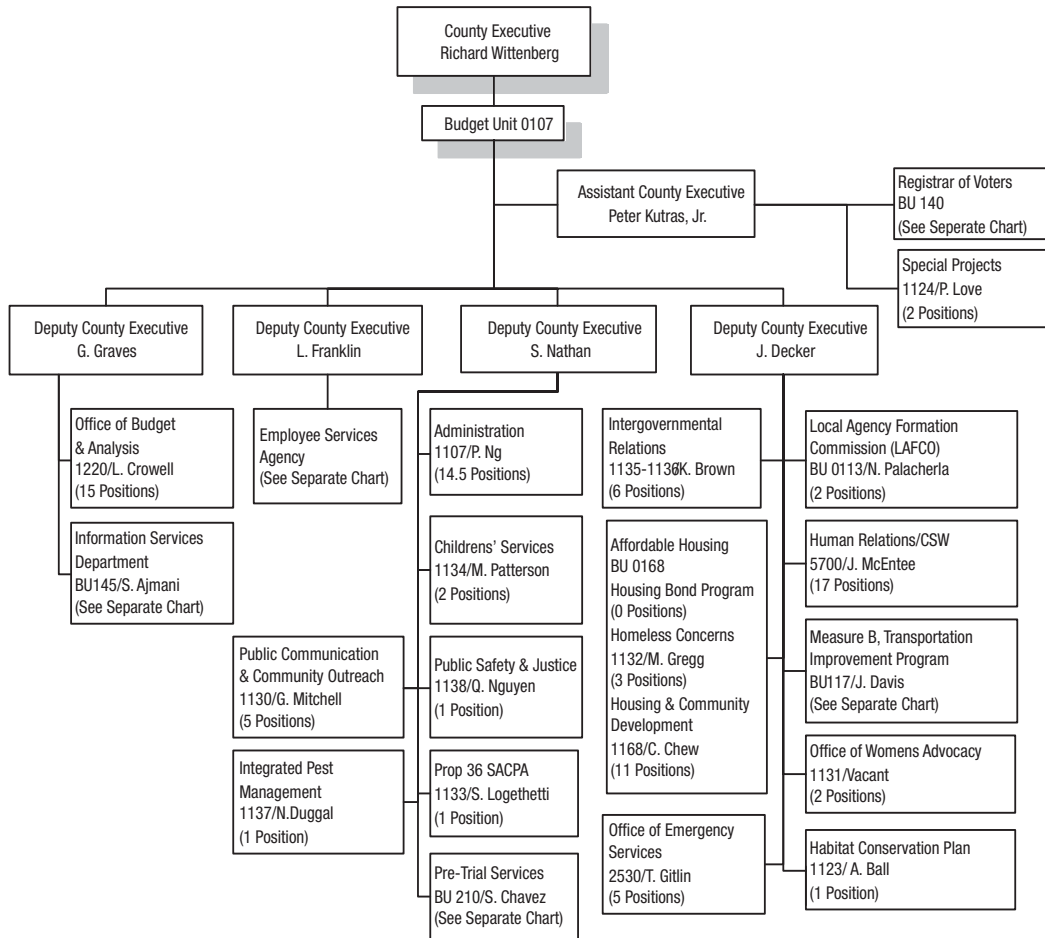 County Executive
Richard Wittenberg
Budget Unit 0107
Assistant County Executive
Peter Kutras, Jr.
Registrar of Voters
BU 140
(See Seperate Chart)
Special Projects
1124/P. Love
(2 Positions)
Deputy County Executive
G. Graves
Deputy County Executive
L. Franklin
Deputy County Executive
S. Nathan
Deputy County Executive
J. Decker
Office of Budget
& Analysis
1220/L. Crowell
(15 Positions)
Information Services
Department
BU145/S. Ajmani
(See Separate Chart)
Employee Services
Agency
(See Separate Chart)
Administration
1107/P. Ng
(14.5 Positions)
Childrens' Services
1134/M. Patterson
(2 Positions)
Public Communication
& Community Outreach
1130/G. Mitchell
(5 Positions)
Public Safety & Justice
1138/Q. Nguyen
(1 Position)
Integrated Pest
Management
1137/N.Duggal
(1 Position)
Prop 36 SACPA
1133/S. Logethetti
(1 Position)
Pre-Trial Services
BU 210/S. Chavez
(See Separate Chart)
Intergovernmental
Relations
1135-1136/K. Brown
(6 Positions)
Affordable Housing
BU 0168
Housing Bond Program
(0 Positions)
Homeless Concerns
1132/M. Gregg
(3 Positions)
Housing & Community
Development
1168/C. Chew
(11 Positions)
Office of Emergency
Services
2530/T. Gitlin
(5 Positions)
Local Agency Formation
Commission (LAFCO)
BU 0113/N. Palacherla
(2 Positions)
Human Relations/CSW
5700/J. McEntee
(17 Positions)
Measure B, Transportation
Improvement Program
BU117/J. Davis
(See Separate Chart)
Office of Womens Advocacy
1131/Vacant
(2 Positions)
Habitat Conservation Plan
1123/ A. Ball
(1 Position)